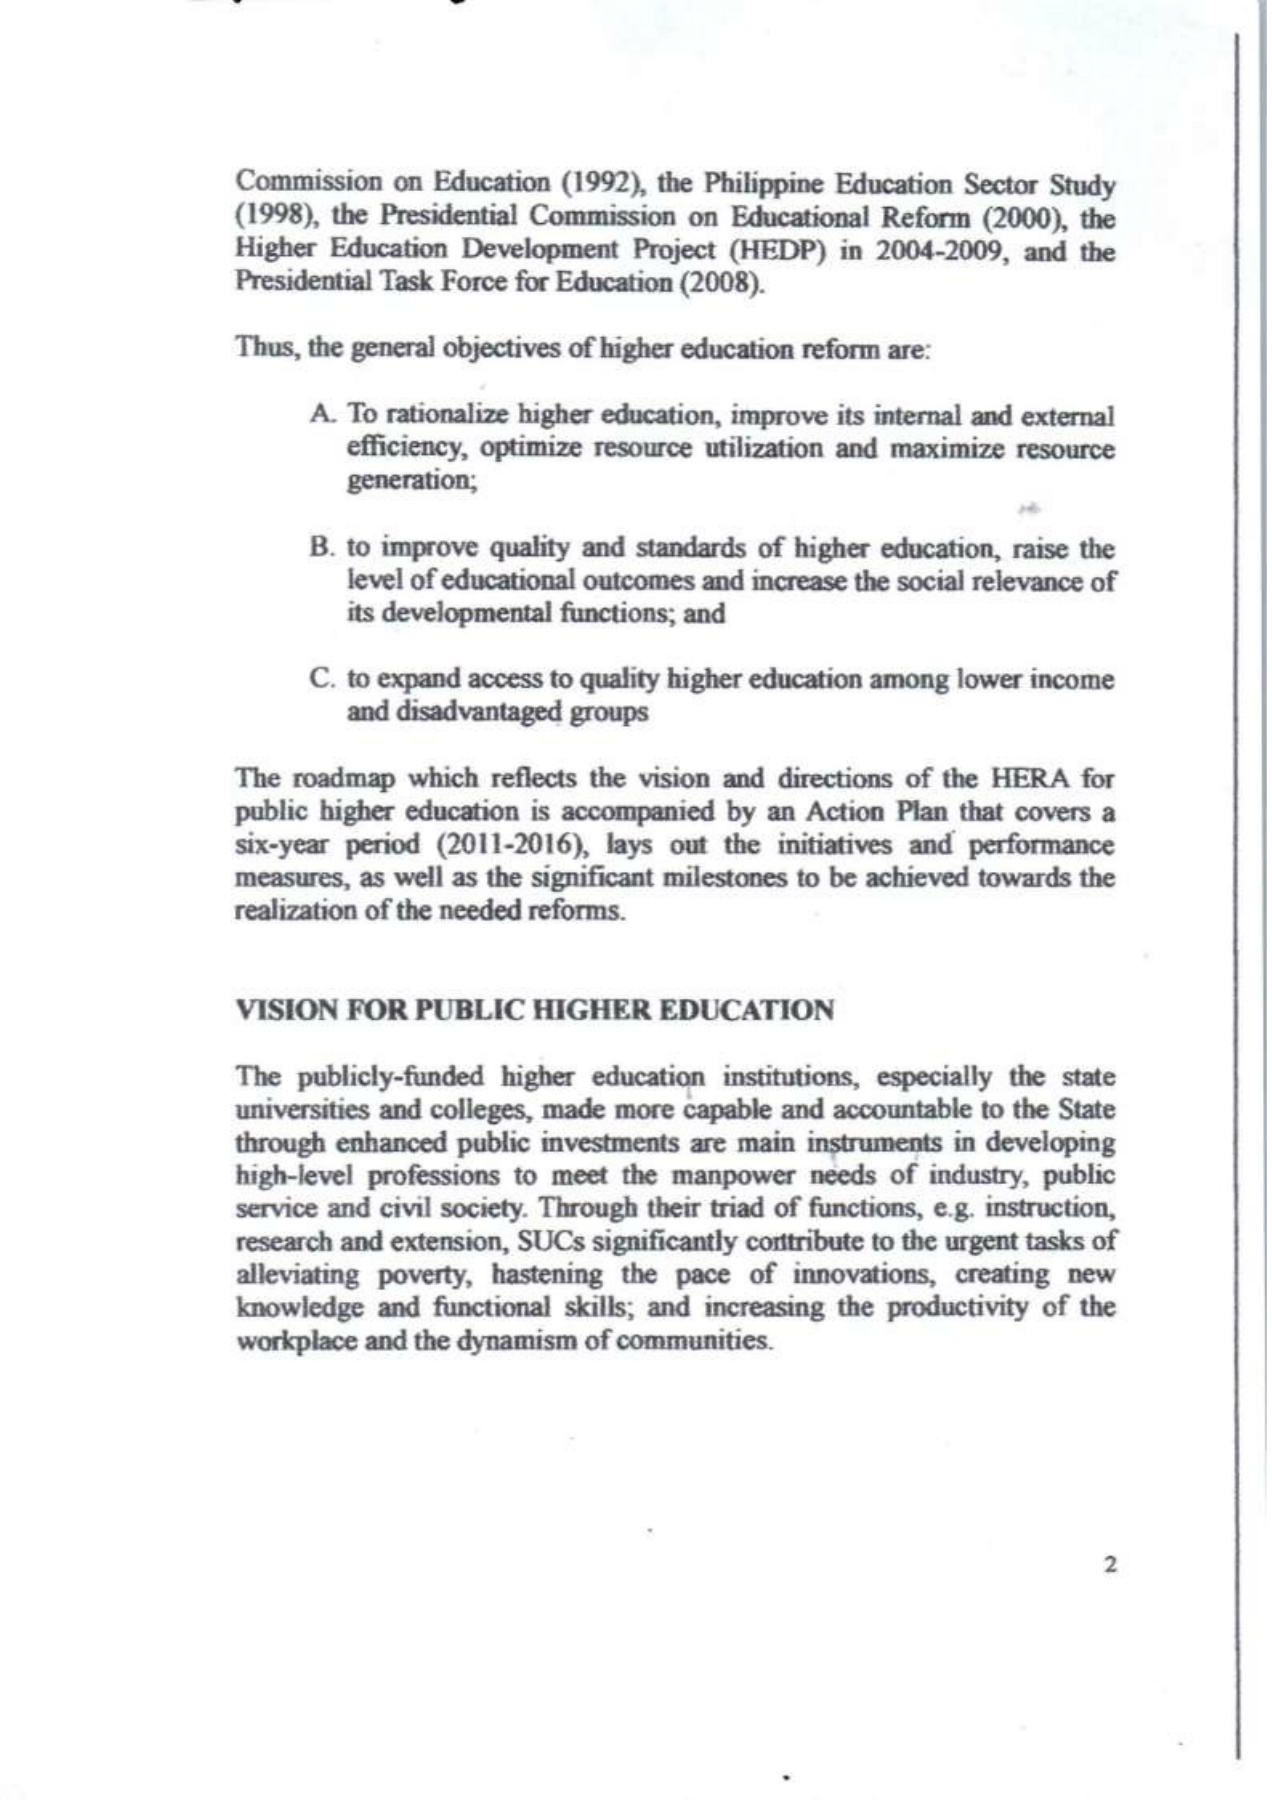 Commission on Education (1992), the Philippine Education Sector Study
(1998), the Presidential Commission on Educational Reform (2000), the
Higher Education Development Project (HEDP) in 2004-2009, and the
Presidential Task Force for Education (2008).
Thus, the general objectives of higher education reform are:
A. To rationalize higher education, improve its internal and external
efficiency, optimize resource utilization and maximize resource
generation;
B. to improve quality and standards of higher education, raise the
level of educational outcomes and increase the social relevance of
its developmental functions; and
C. to expand access to quality higher education among lower income
and disadvantaged groups
The roadmap which reflects the vision and directions of the HERA for
public higher education is accompanied by an Action Plan that covers a
six-year period (2011-2016), lays out the initiatives and performance
measures, as well as the significant milestones to be achieved towards the
realization of the needed reforms.
VISION FOR PUBLIC HIGHER EDUCATION
The publicly-funded higher education institutions, especially the state
universities and colleges, made more capable and accountable to the State
through enhanced public investments are main instruments in developing
high-level professions to meet the manpower needs of industry, public
service and civil society. Through their triad of functions, e.g. instruction,
research and extension, SUCs significantly contribute to the urgent tasks of
alleviating poverty, hastening the pace of innovations, creating new
knowledge and functional skills; and increasing the productivity of the
workplace and the dynamism of communities.
2